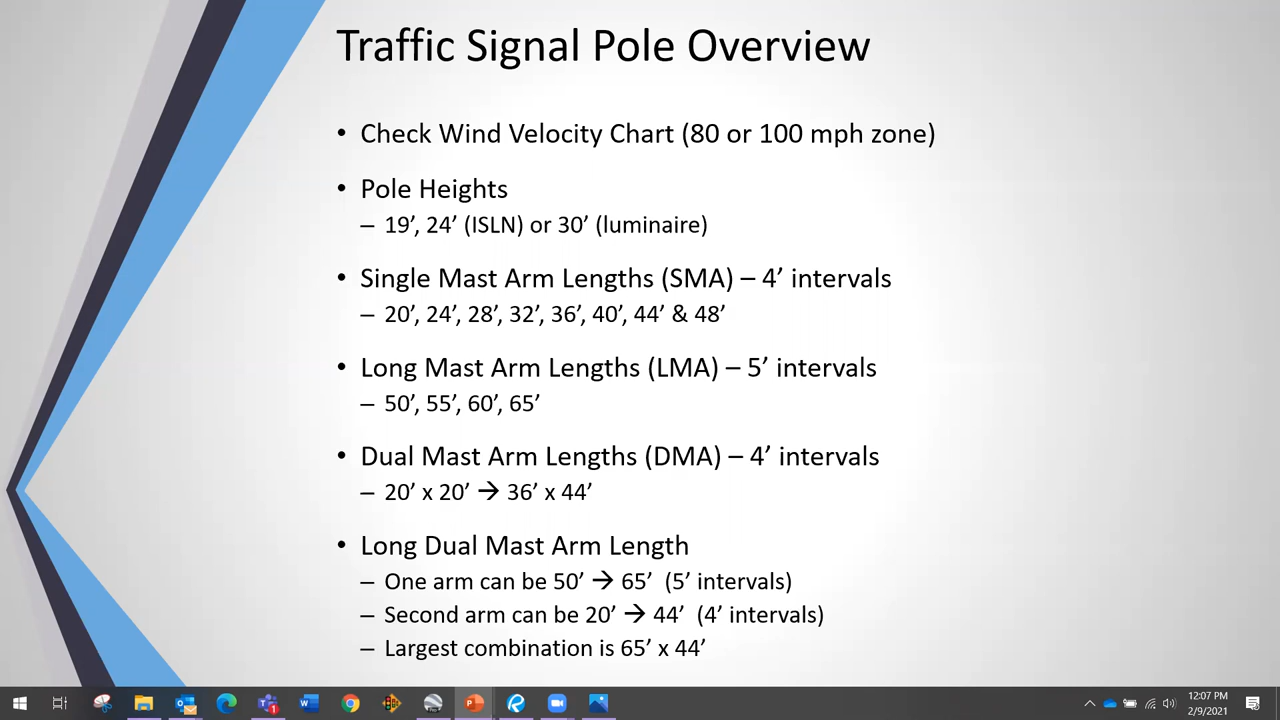 Traffic Signal Pole Overview
• Check Wind Velocity Chart (80 or 100 mph zone)
• Pole Heights
– 19’, 24’ (ISLN) or 30’ (luminaire)
• Single Mast Arm Lengths (SMA) – 4’ intervals
– 20’, 24’, 28’, 32’, 36’, 40’, 44’ & 48’
• Long Mast Arm Lengths (LMA) – 5’ intervals
– 50’, 55’, 60’, 65’
• Dual Mast Arm Lengths (DMA) – 4’ intervals
– 20’ x 20’ → 36’ x 44’
• Long Dual Mast Arm Length
– One arm can be 50’ → 65’ (5’ intervals)
– Second arm can be 20’ → 44’ (4’ intervals)
– Largest combination is 65’ x 44’
12:07 PM
2/9/2021